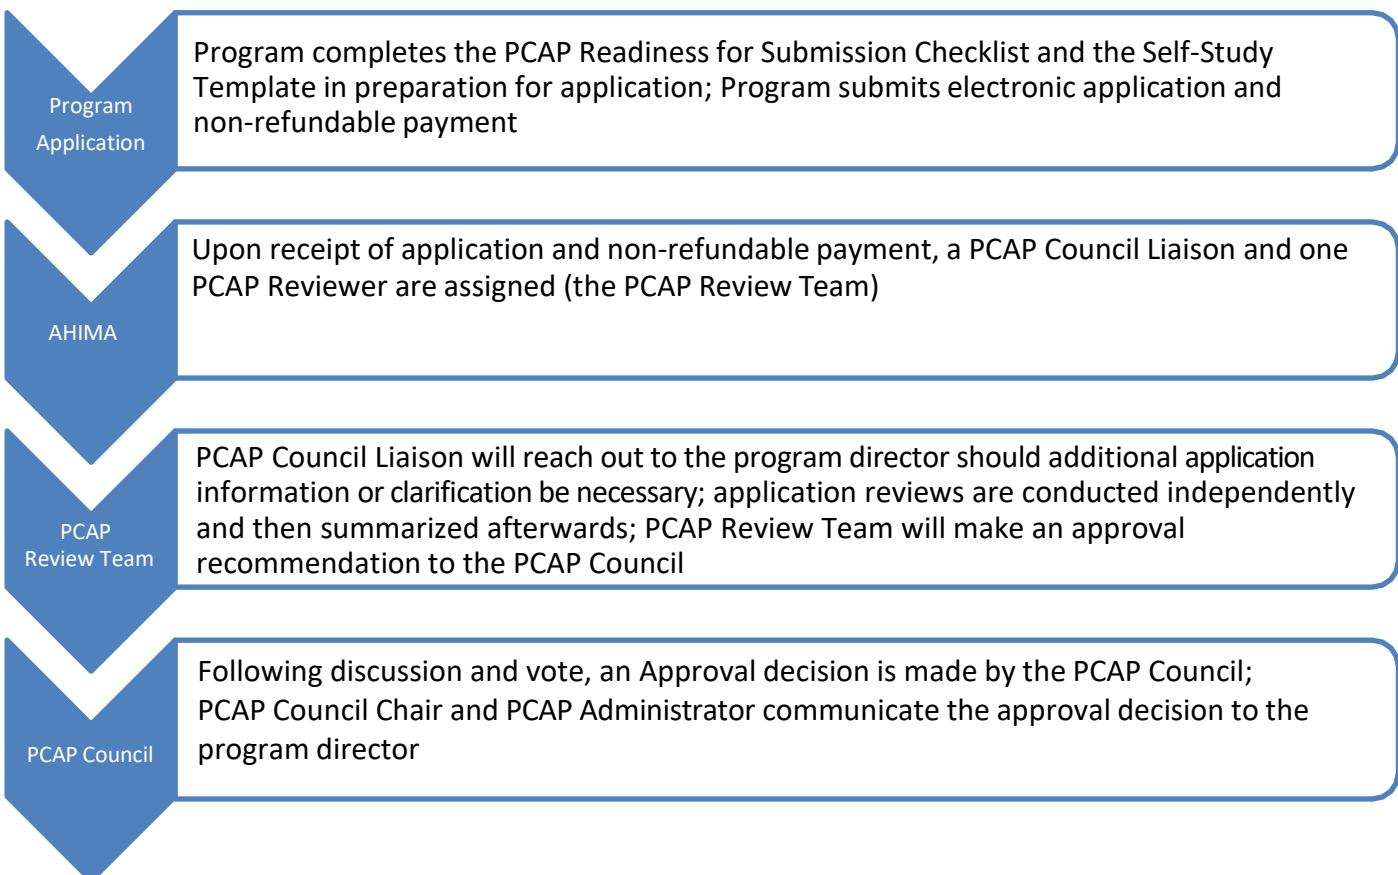 Program
Application
Program completes the PCAP Readiness for Submission Checklist and the Self-Study
Template in preparation for application; Program submits electronic application and
non-refundable payment
AHIMA
Upon receipt of application and non-refundable payment, a PCAP Council Liaison and one
PCAP Reviewer are assigned (the PCAP Review Team)
PCAP
Review Team
PCAP Council Liaison will reach out to the program director should additional application
information or clarification be necessary; application reviews are conducted independently
and then summarized afterwards; PCAP Review Team will make an approval
recommendation to the PCAP Council
PCAP Council
Following discussion and vote, an Approval decision is made by the PCAP Council;
PCAP Council Chair and PCAP Administrator communicate the approval decision to the
program director